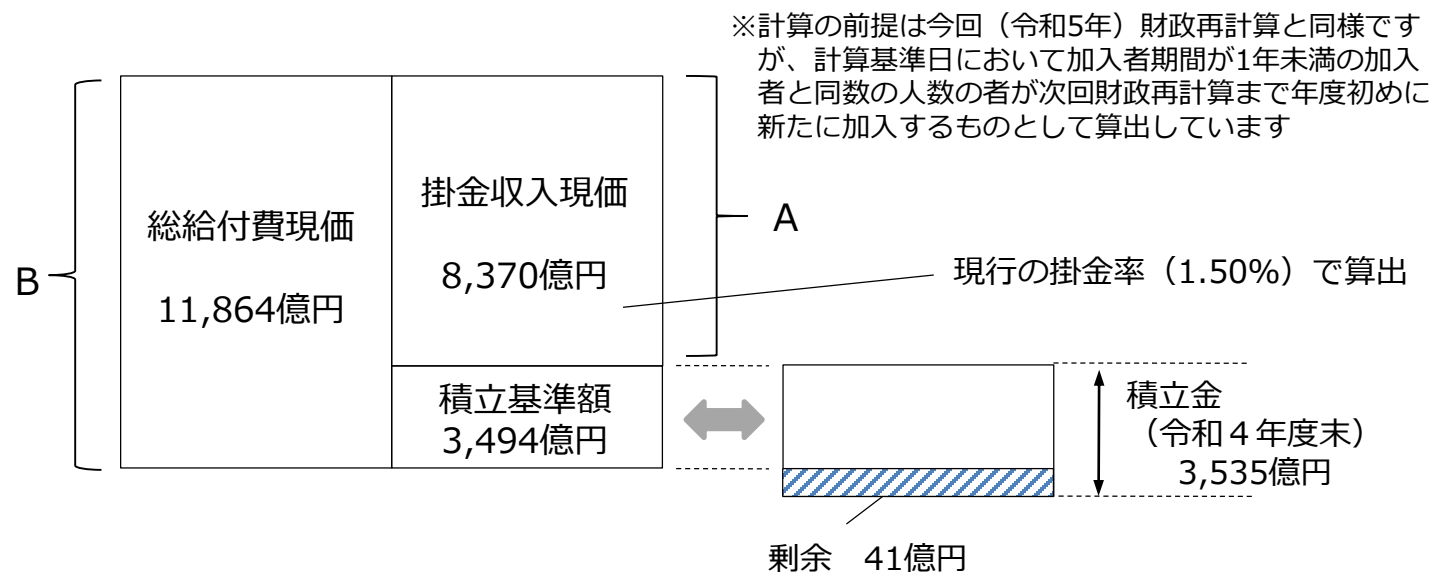 ※計算の前提は今回（令和5年）財政再計算と同様です
が、計算基準日において加入者期間が1年未満の加入
者と同数の人数の者が次回財政再計算まで年度初めに
新たに加入するものとして算出しています
B
総給付費現価
11,864億円
掛金収入現価
8,370億円
A
現行の掛金率（1.50%）で算出
積立基準額
3,494億円
積立金
（令和４年度末）
3,535億円
剰余　41億円